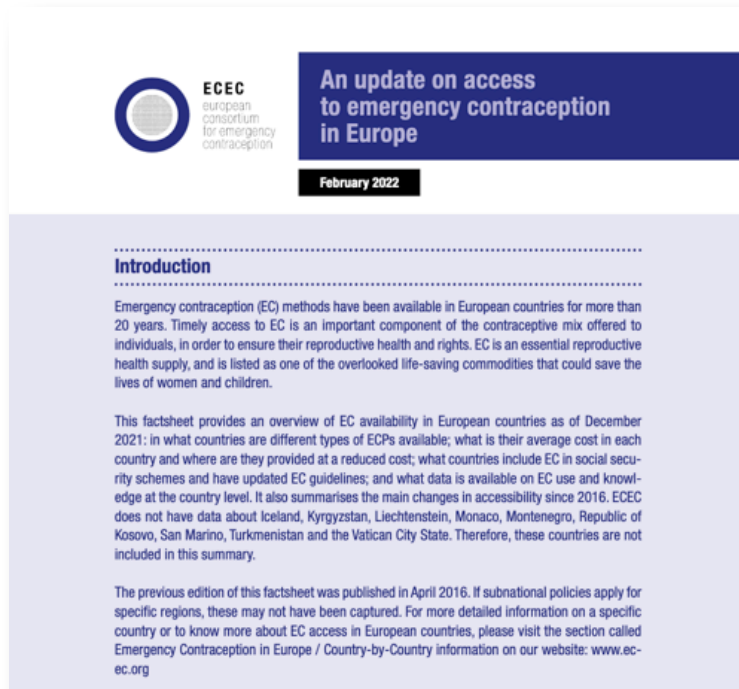 ECEC
european
consortium
for emergency
contraception
An update on access
to emergency contraception
in Europe
February 2022
Introduction
Emergency contraception (EC) methods have been available in European countries for more than
20 years. Timely access to EC is an important component of the contraceptive mix offered to
individuals, in order to ensure their reproductive health and rights. EC is an essential reproductive
health supply, and is listed as one of the overlooked life-saving commodities that could save the
lives of women and children.
This factsheet provides an overview of EC availability in European countries as of December
2021: in what countries are different types of ECPs available; what is their average cost in each
country and where are they provided at a reduced cost; what countries include EC in social secu-
rity schemes and have updated EC guidelines; and what data is available on EC use and knowl-
edge at the country level. It also summarises the main changes in accessibility since 2016. ECEC
does not have data about Iceland, Kyrgyzstan, Liechtenstein, Monaco, Montenegro, Republic of
Kosovo, San Marino, Turkmenistan and the Vatican City State. Therefore, these countries are not
included in this summary.
The previous edition of this factsheet was published in April 2016. If subnational policies apply for
specific regions, these may not have been captured. For more detailed information on a specific
country or to know more about EC access in European countries, please visit the section called
Emergency Contraception in Europe / Country-by-Country information on our website: www.ec-
ec.org